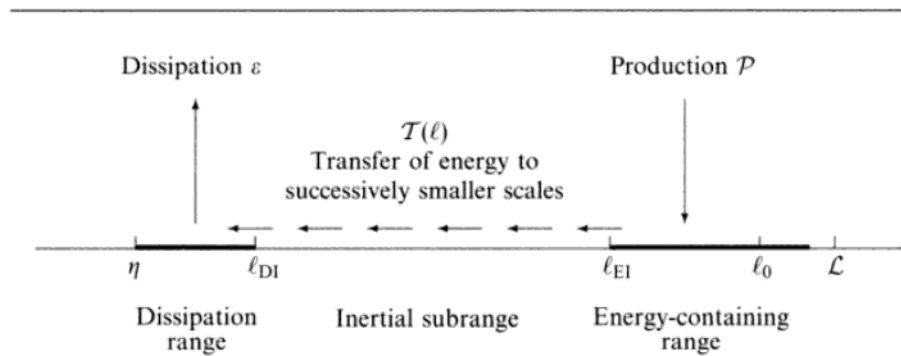 Dissipation ε
Production 𝒫
𝒯(ℓ)
Transfer of energy to
successively smaller scales
η
ℓ_DI
ℓ_EI
ℓ_0
ℒ
Dissipation
range
Inertial subrange
Energy-containing
range